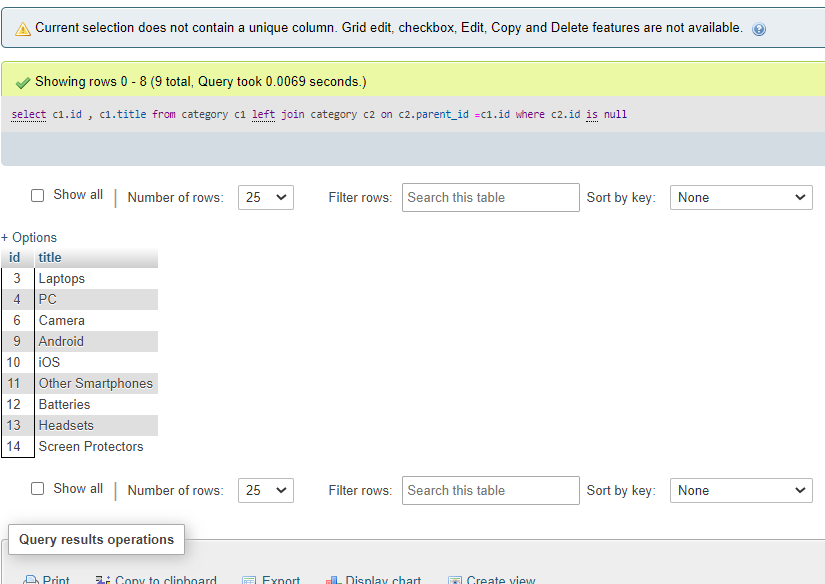 Current selection does not contain a unique column. Grid edit, checkbox, Edit, Copy and Delete features are not available.
Showing rows 0 - 8 (9 total, Query took 0.0069 seconds.)
select c1.id , c1.title from category c1 left join category c2 on c2.parent_id =c1.id where c2.id is null
Show all | Number of rows: 25 Filter rows: Search this table Sort by key: None
+ Options
id title
3 Laptops
4 PC
6 Camera
9 Android
10 iOS
11 Other Smartphones
12 Batteries
13 Headsets
14 Screen Protectors
Show all | Number of rows: 25 Filter rows: Search this table Sort by key: None
Query results operations
Print Copy to clipboard Export Display chart Create view